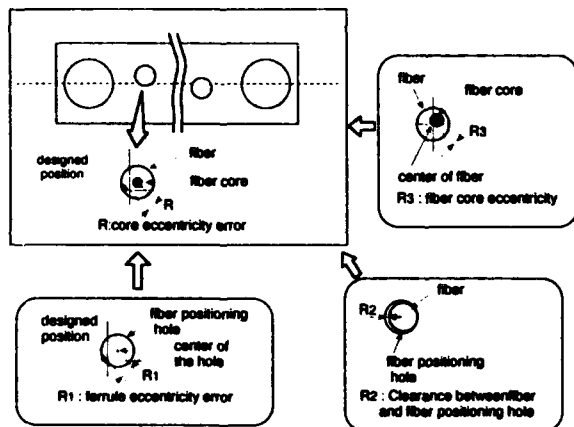 designed
position
fiber
fiber core
R
R:core eccentricity error
fiber
fiber core
R3
center of fiber
R3 : fiber core eccentricity
designed
position
fiber positioning
hole
center of
the hole
R1
R1 : ferrule eccentricity error
fiber
R2
fiber positioning
hole
R2: Clearance betweenfiber
and fiber positioning hole